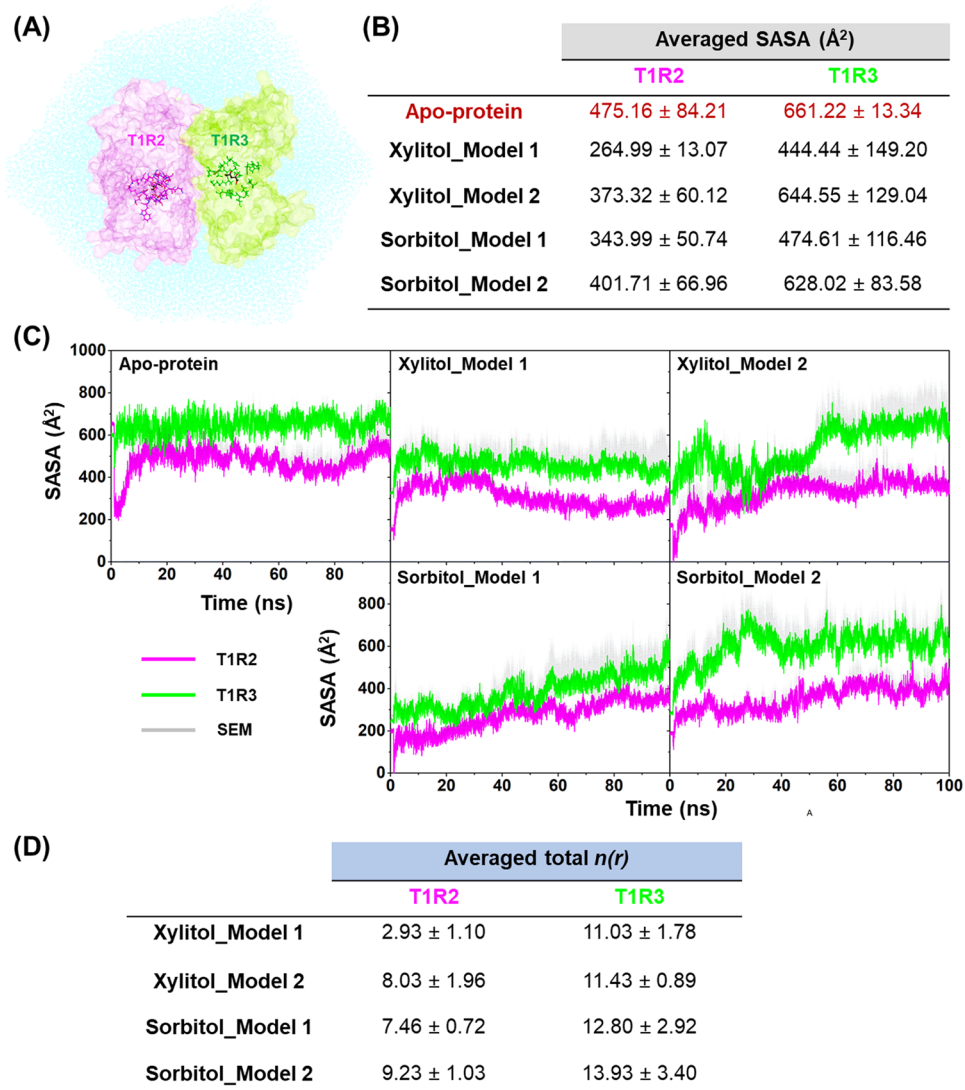 (A)
T1R2 T1R3
(B)
Averaged SASA (Å²)
T1R2 T1R3
Apo-protein 475.16 ± 84.21 661.22 ± 13.34
Xylitol_Model 1 264.99 ± 13.07 444.44 ± 149.20
Xylitol_Model 2 373.32 ± 60.12 644.55 ± 129.04
Sorbitol_Model 1 343.99 ± 50.74 474.61 ± 116.46
Sorbitol_Model 2 401.71 ± 66.96 628.02 ± 83.58
(C)
Apo-protein Xylitol_Model 1 Xylitol_Model 2
SASA (Å²)
1000
800
600
400
200
0
0 20 40 60 80
Time (ns)
Sorbitol_Model 1 Sorbitol_Model 2
SASA (Å²)
800
600
400
200
0
0 20 40 60 80 0 20 40 60 80 100
Time (ns)
A
T1R2
T1R3
SEM
(D)
Averaged total n(r)
T1R2 T1R3
Xylitol_Model 1 2.93 ± 1.10 11.03 ± 1.78
Xylitol_Model 2 8.03 ± 1.96 11.43 ± 0.89
Sorbitol_Model 1 7.46 ± 0.72 12.80 ± 2.92
Sorbitol_Model 2 9.23 ± 1.03 13.93 ± 3.40